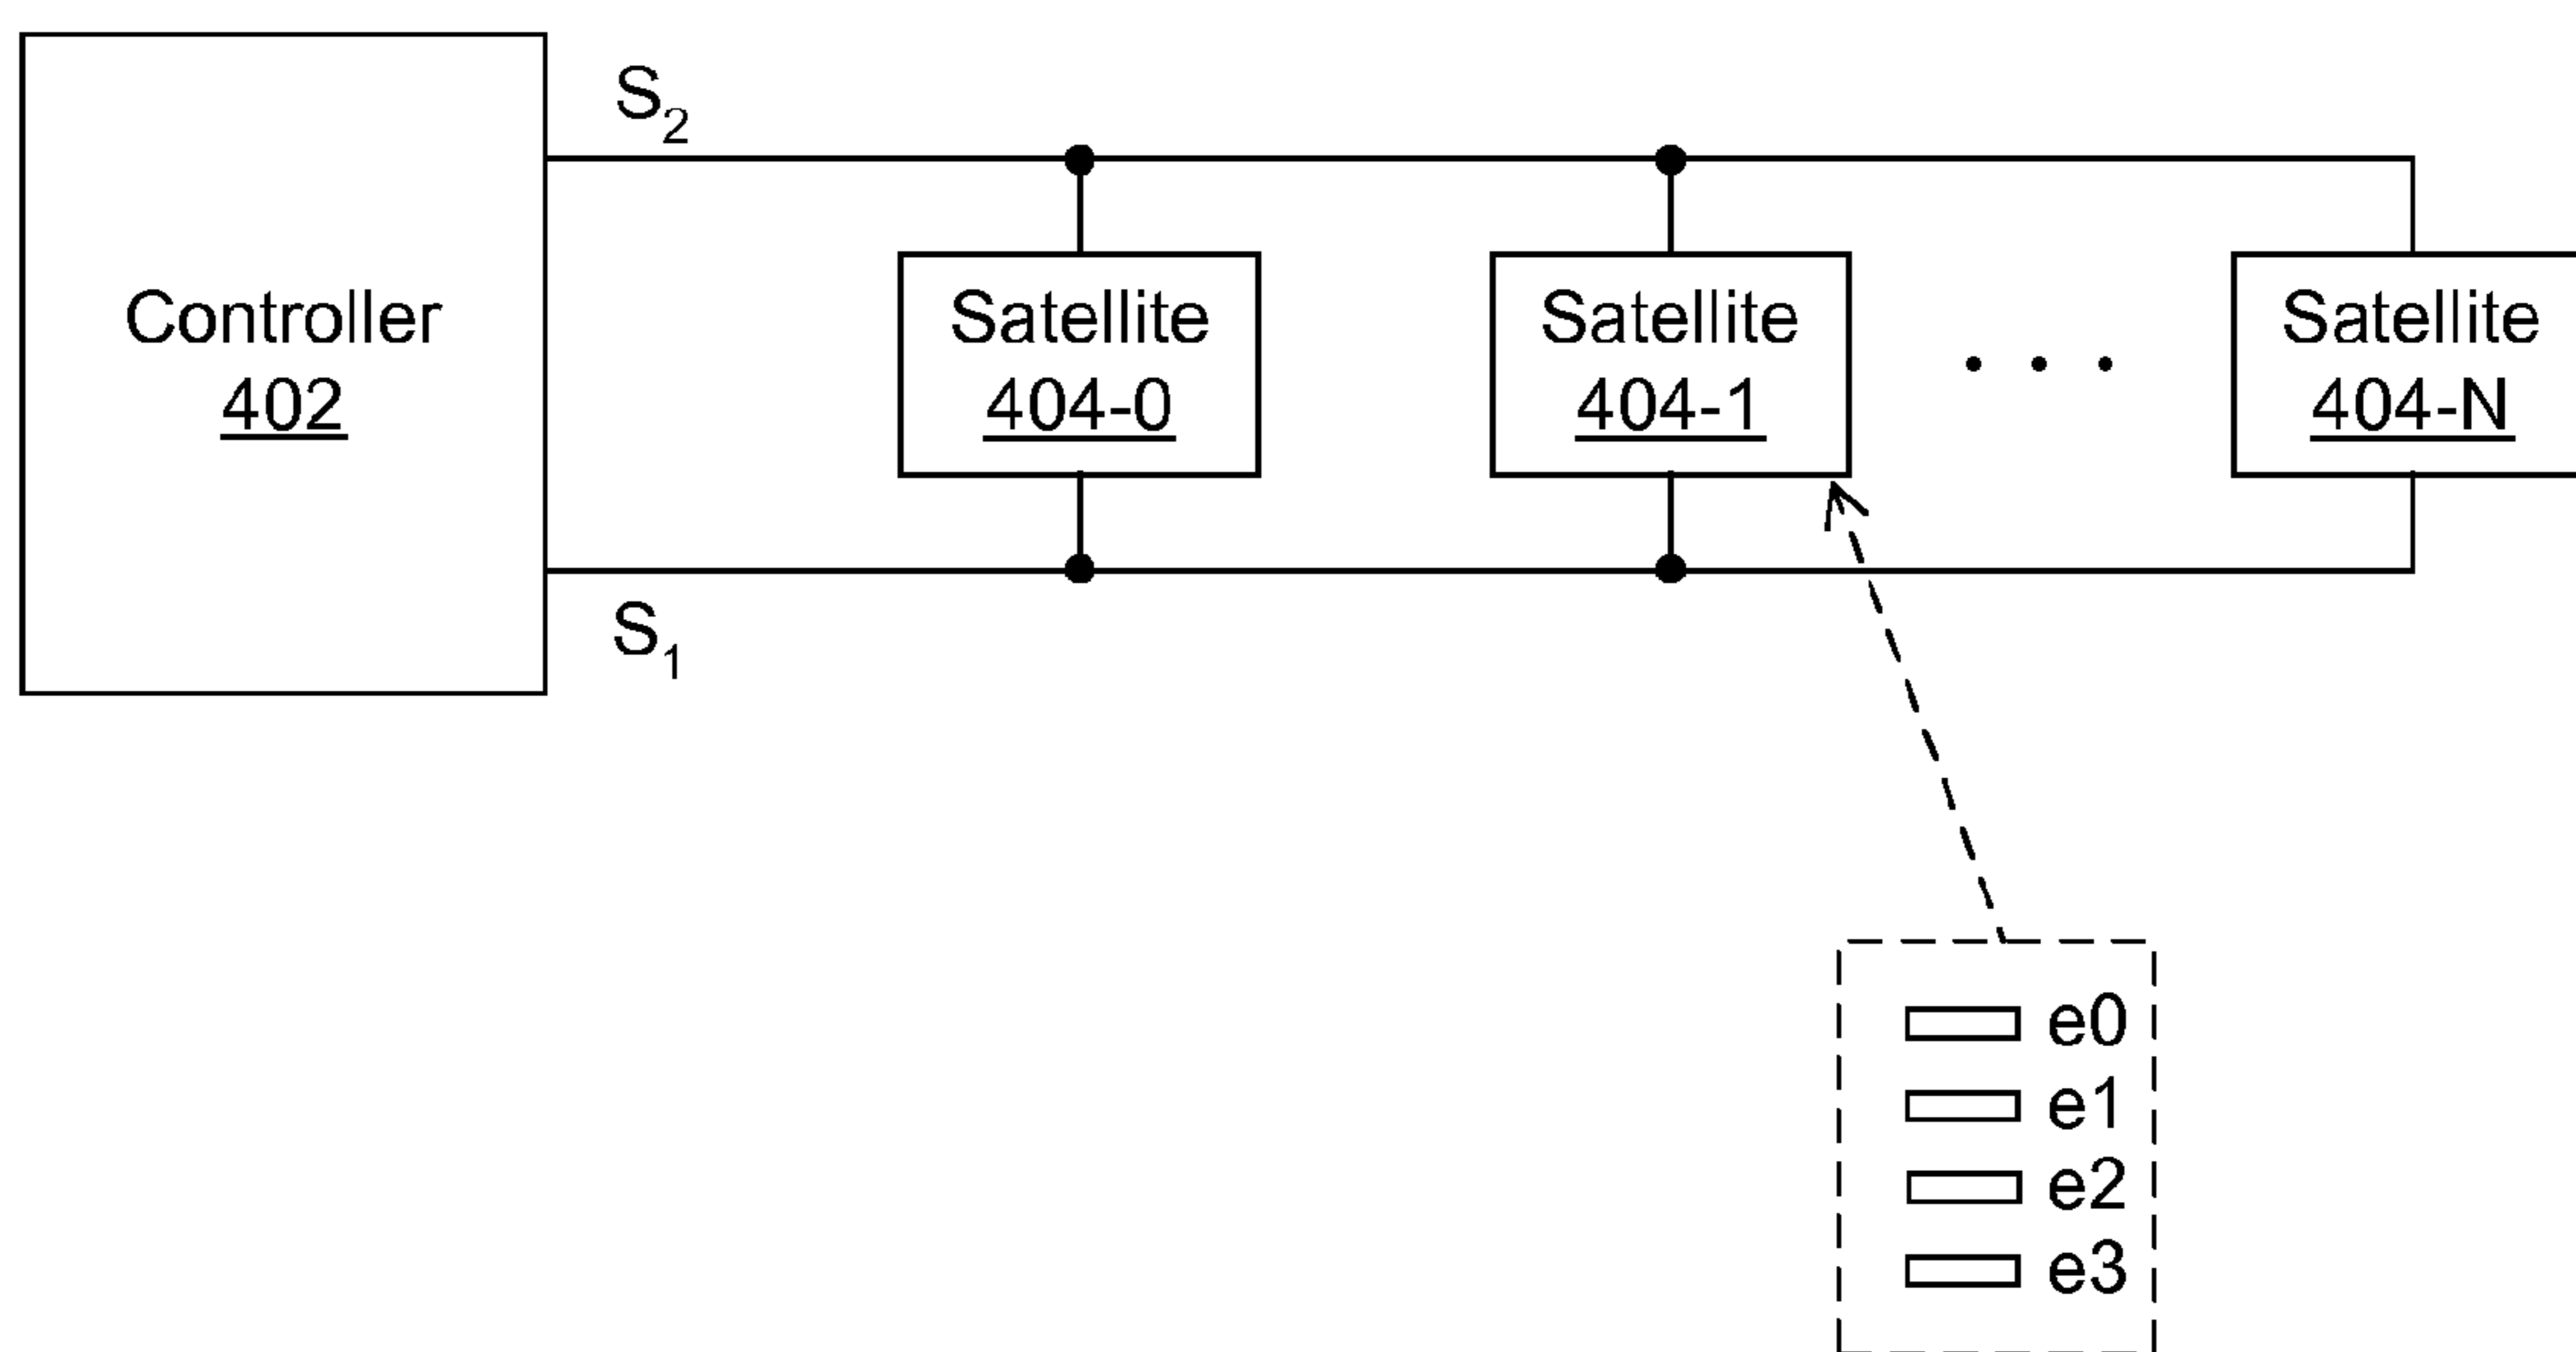 S2
Controller
402
Satellite
404-0
Satellite
404-1
. . .
Satellite
404-N
S1
e0
e1
e2
e3